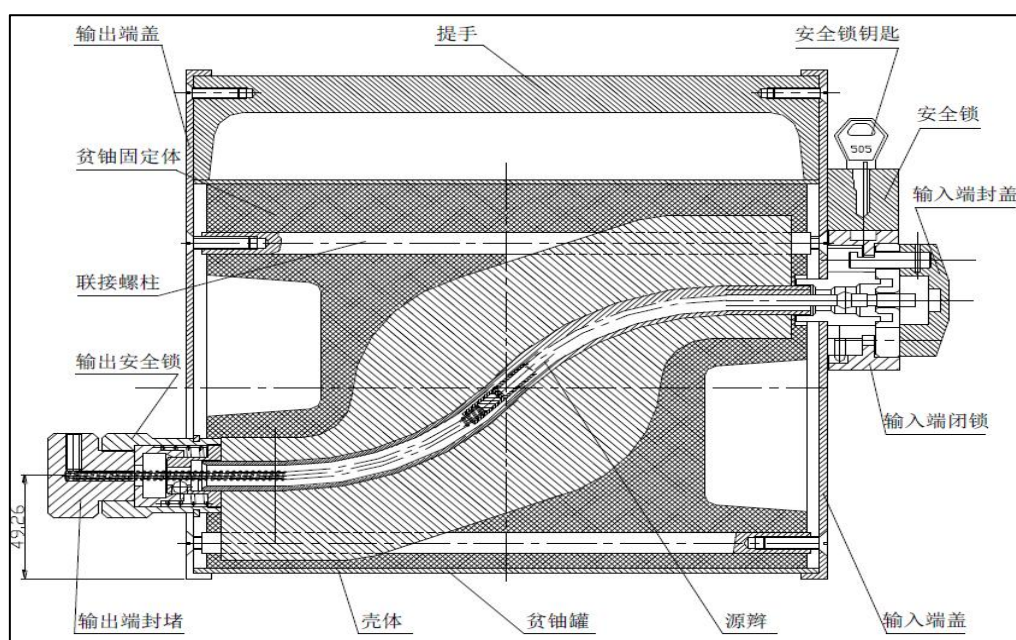 输出端盖
提手
安全锁钥匙
安全锁
505
贫铀固定体
输入端封盖
联接螺柱
输出安全锁
输入端闭锁
49.26
输出端封堵
壳体
贫铀罐
源辫
输入端盖